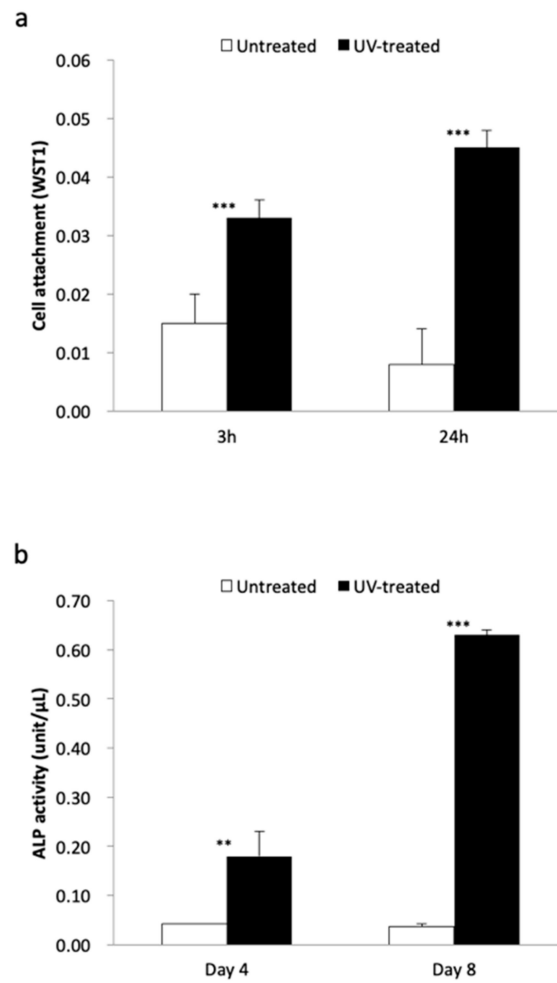 a
Untreated UV-treated
0.06
0.05
0.04
0.03
0.02
0.01
0.00
Cell attachment (WST1)
***
***
3h 24h
b
Untreated UV-treated
0.70
0.60
0.50
0.40
0.30
0.20
0.10
0.00
ALP activity (unit/µL)
**
***
Day 4 Day 8